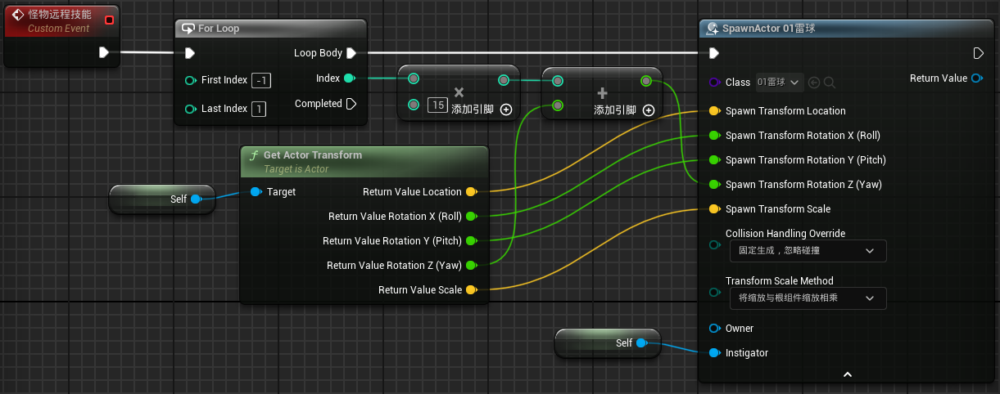 怪物远程技能
Custom Event
For Loop
Loop Body
First Index -1
Index
Last Index 1
Completed
15 添加引脚
添加引脚
Get Actor Transform
Target is Actor
Self
Target
Return Value Location
Return Value Rotation X (Roll)
Return Value Rotation Y (Pitch)
Return Value Rotation Z (Yaw)
Return Value Scale
Self
SpawnActor 01雷球
Class 01雷球
Return Value
Spawn Transform Location
Spawn Transform Rotation X (Roll)
Spawn Transform Rotation Y (Pitch)
Spawn Transform Rotation Z (Yaw)
Spawn Transform Scale
Collision Handling Override
固定生成，忽略碰撞
Transform Scale Method
将缩放与根组件缩放相乘
Owner
Instigator